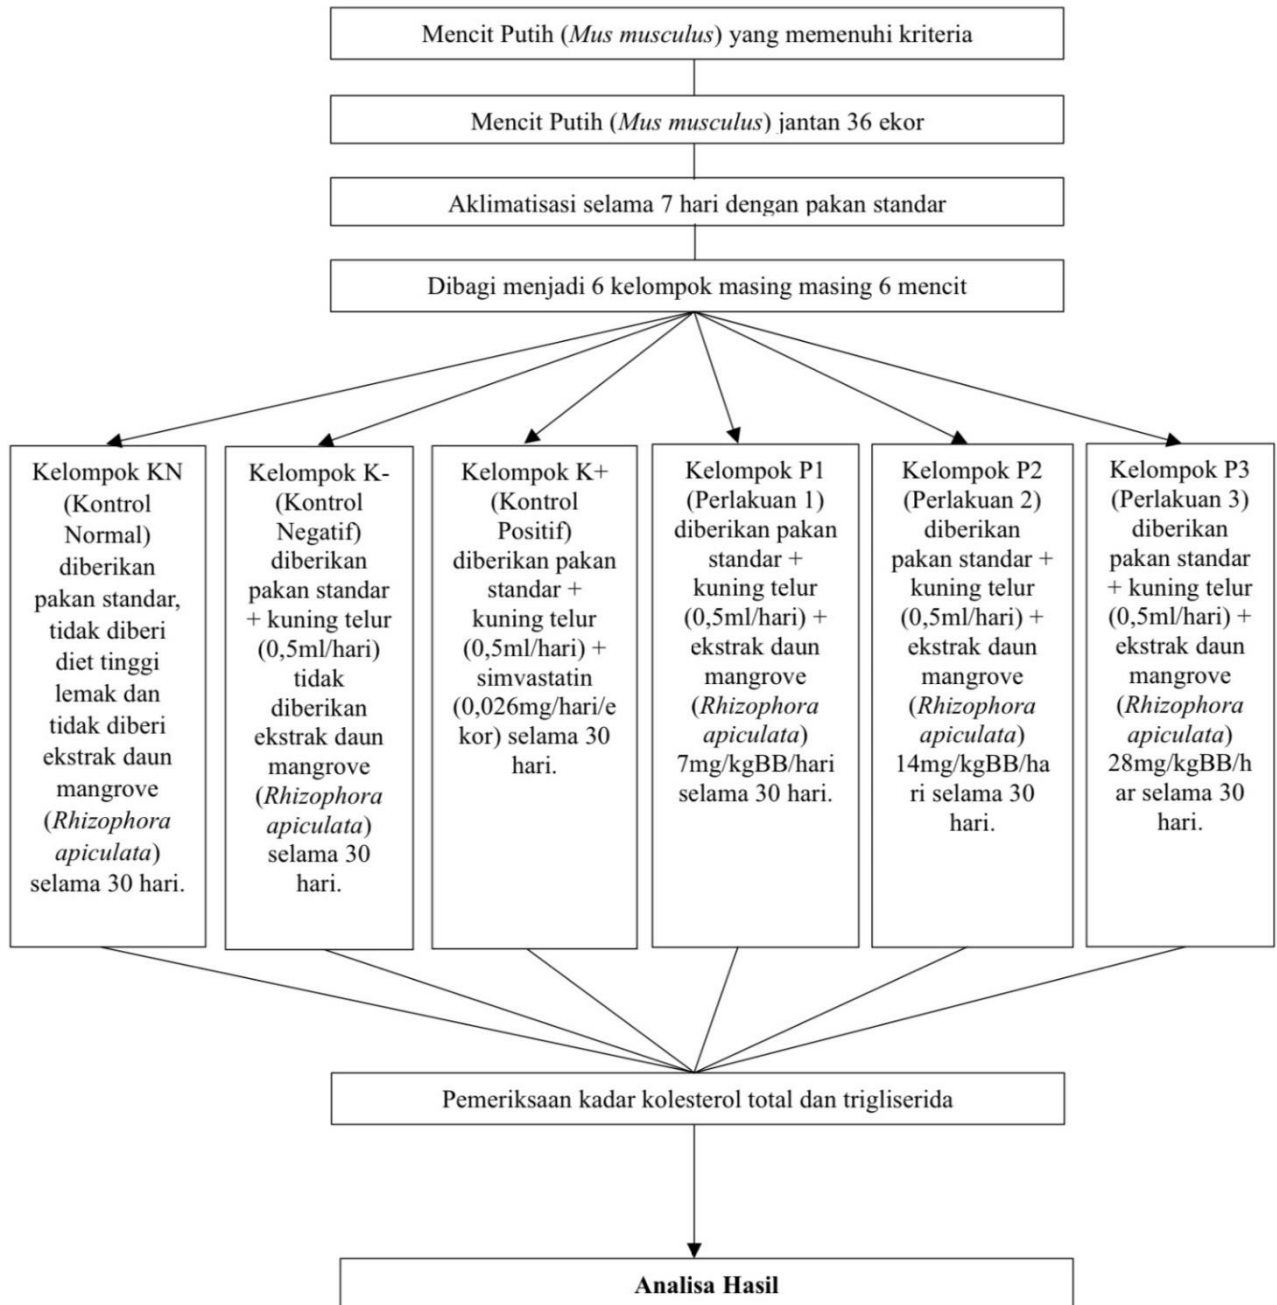 Mencit Putih (Mus musculus) yang memenuhi kriteria
Mencit Putih (Mus musculus) jantan 36 ekor
Aklimatisasi selama 7 hari dengan pakan standar
Dibagi menjadi 6 kelompok masing masing 6 mencit
Kelompok KN
(Kontrol
Normal)
diberikan
pakan standar,
tidak diberi
diet tinggi
lemak dan
tidak diberi
ekstrak daun
mangrove
(Rhizophora
apiculata)
selama 30 hari.
Kelompok K-
(Kontrol
Negatif)
diberikan
pakan standar
+ kuning telur
(0,5ml/hari)
tidak
diberikan
ekstrak daun
mangrove
(Rhizophora
apiculata)
selama 30
hari.
Kelompok K+
(Kontrol
Positif)
diberikan pakan
standar +
kuning telur
(0,5ml/hari) +
simvastatin
(0,026mg/hari/e
kor) selama 30
hari.
Kelompok P1
(Perlakuan 1)
diberikan pakan
standar +
kuning telur
(0,5ml/hari) +
ekstrak daun
mangrove
(Rhizophora
apiculata)
7mg/kgBB/hari
selama 30 hari.
Kelompok P2
(Perlakuan 2)
diberikan
pakan standar +
kuning telur
(0,5ml/hari) +
ekstrak daun
mangrove
(Rhizophora
apiculata)
14mg/kgBB/ha
ri selama 30
hari.
Kelompok P3
(Perlakuan 3)
diberikan
pakan standar
+ kuning telur
(0,5ml/hari) +
ekstrak daun
mangrove
(Rhizophora
apiculata)
28mg/kgBB/h
ar selama 30
hari.
Pemeriksaan kadar kolesterol total dan trigliserida
Analisa Hasil